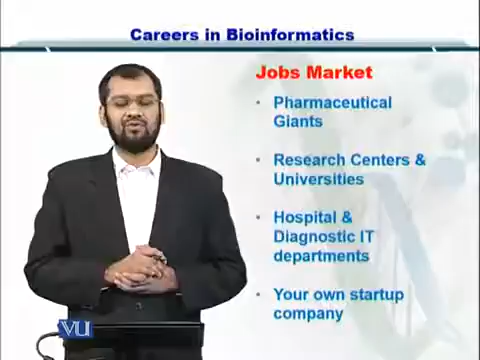 Careers in Bioinformatics
Jobs Market
• Pharmaceutical
Giants
• Research Centers &
Universities
• Hospital &
Diagnostic IT
departments
• Your own startup
company
VU